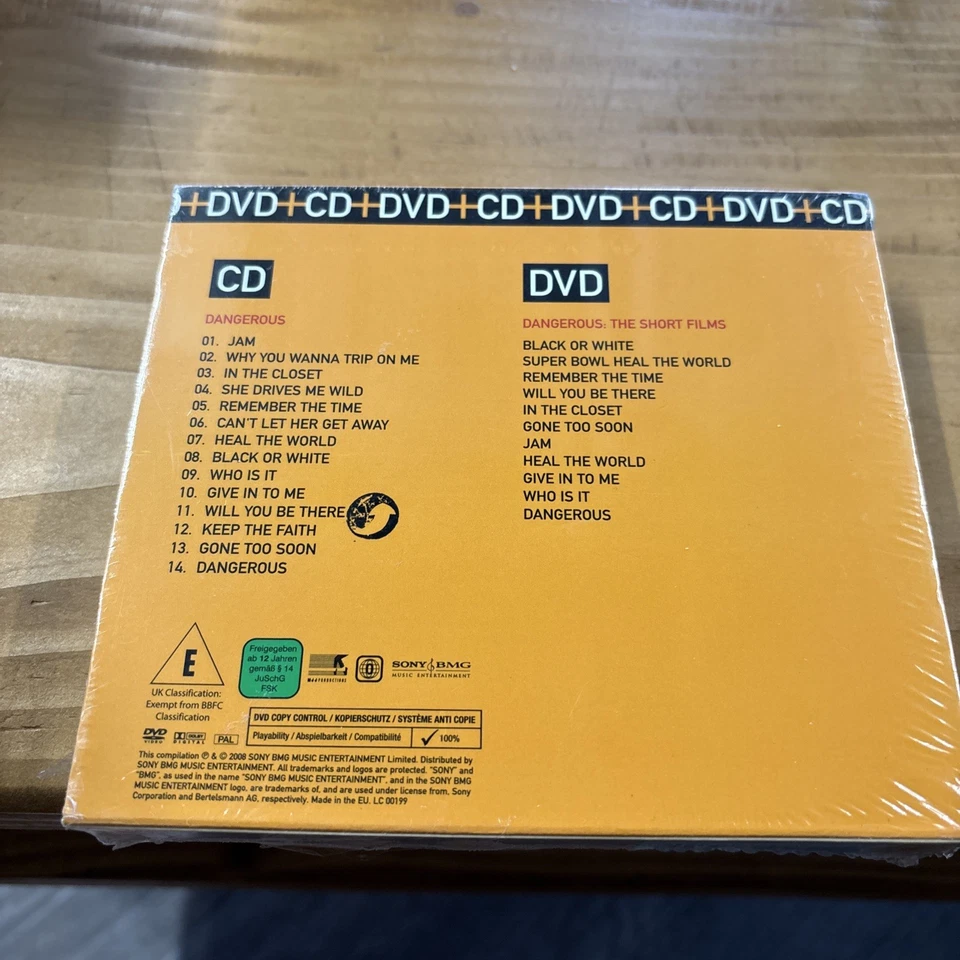 +DVD+CD+DVD+CD+DVD+CD+DVD+CD
CD
DANGEROUS
01. JAM
02. WHY YOU WANNA TRIP ON ME
03. IN THE CLOSET
04. SHE DRIVES ME WILD
05. REMEMBER THE TIME
06. CAN'T LET HER GET AWAY
07. HEAL THE WORLD
08. BLACK OR WHITE
09. WHO IS IT
10. GIVE IN TO ME
11. WILL YOU BE THERE
12. KEEP THE FAITH
13. GONE TOO SOON
14. DANGEROUS
DVD
DANGEROUS: THE SHORT FILMS
BLACK OR WHITE
SUPER BOWL HEAL THE WORLD
REMEMBER THE TIME
WILL YOU BE THERE
IN THE CLOSET
GONE TOO SOON
JAM
HEAL THE WORLD
GIVE IN TO ME
WHO IS IT
DANGEROUS
E
UK Classification:
Exempt from BBFC
Classification
Freigegeben
ab 12 Jahren
gemäß § 14
JuSchG
FSK
MJJ PRODUCTIONS
SONY BMG
MUSIC ENTERTAINMENT
DVD VIDEO
DOLBY DIGITAL
PAL
DVD COPY CONTROL / KOPIERSCHUTZ / SYSTÈME ANTI COPIE
Playability / Abspielbarkeit / Compatibilité ✓ 100%
This compilation ℗ & © 2008 SONY BMG MUSIC ENTERTAINMENT Limited. Distributed by
SONY BMG MUSIC ENTERTAINMENT. All trademarks and logos are protected. "SONY" and
"BMG", as used in the name "SONY BMG MUSIC ENTERTAINMENT", and in the SONY BMG
MUSIC ENTERTAINMENT logo, are trademarks of, and are used under license from, Sony
Corporation and Bertelsmann AG, respectively. Made in the EU. LC 00199